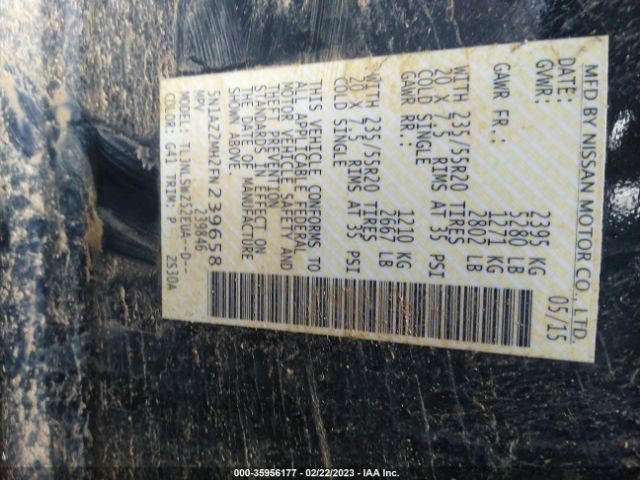 MFD BY NISSAN MOTOR CO., LTD.
DATE: 05/15
GVWR: 2385 KG
5280 LB
GAWR FR.: 1271 KG
2802 LB
WITH 235/55R20 TIRES
20 X 7.5 RIMS AT 35 PSI
COLD SINGLE
GAWR RR.: 1210 KG
2667 LB
WITH 235/55R20 TIRES
20 X 7.5 RIMS AT 35 PSI
COLD SINGLE
THIS VEHICLE CONFORMS TO
ALL APPLICABLE FEDERAL
MOTOR VEHICLE SAFETY AND
THEFT PREVENTION
STANDARDS IN EFFECT ON
THE DATE OF MANUFACTURE
SHOWN ABOVE.
5N1AZ2MH2FN239658
MPV 239846
MDL: TL3NLSWZ52EUA--D--
COLOR: G41 TRIM: P 2530A
000-35956177 - 02/22/2023 - IAA Inc.